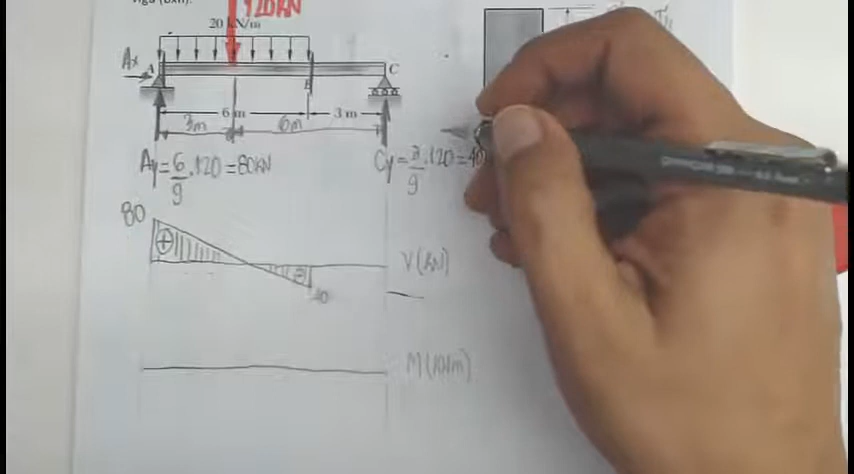 120kN
20 kN/m
Ax
A
B
C
6 m
3 m
3m
6m
Ay = 6/9 . 120 = 80kN
Cy = 3/9 . 120 = 40
80
+
V(kN)
40
M(kNm)